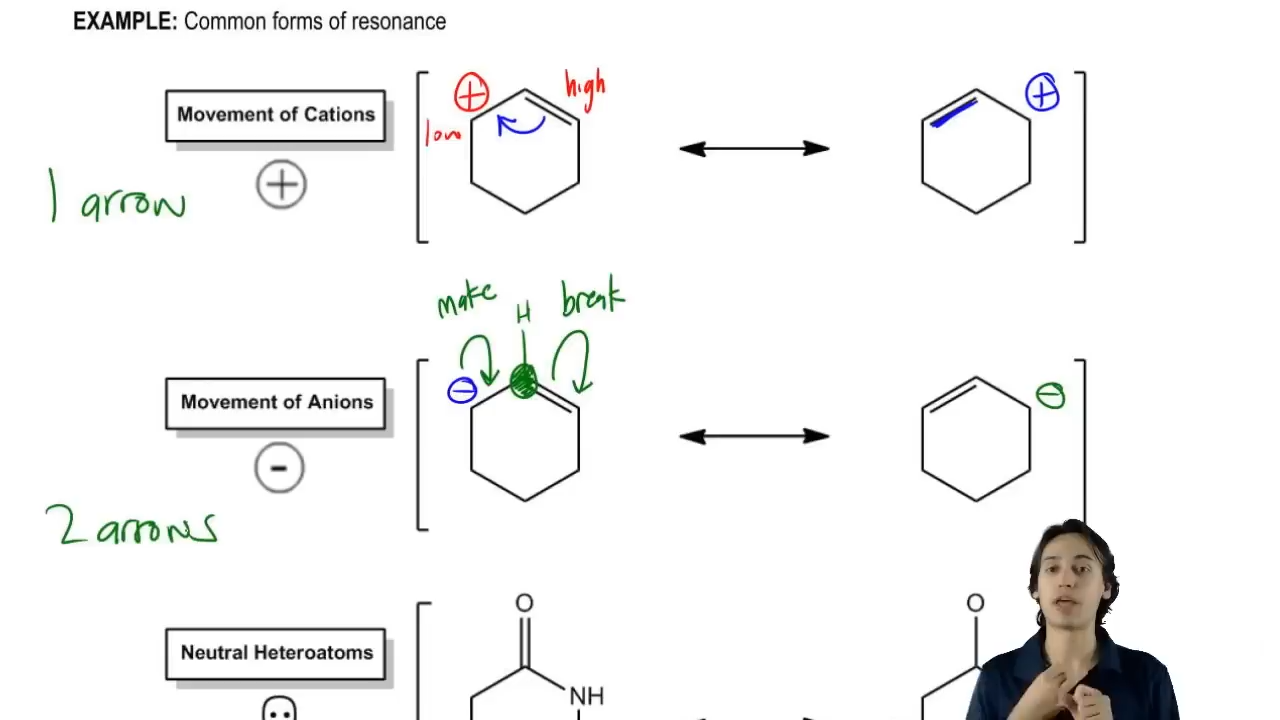 EXAMPLE: Common forms of resonance
Movement of Cations
+
1 arrow
+
high
low
+
Movement of Anions
-
2 arrows
make
break
H
-
-
Neutral Heteroatoms
O
NH
O